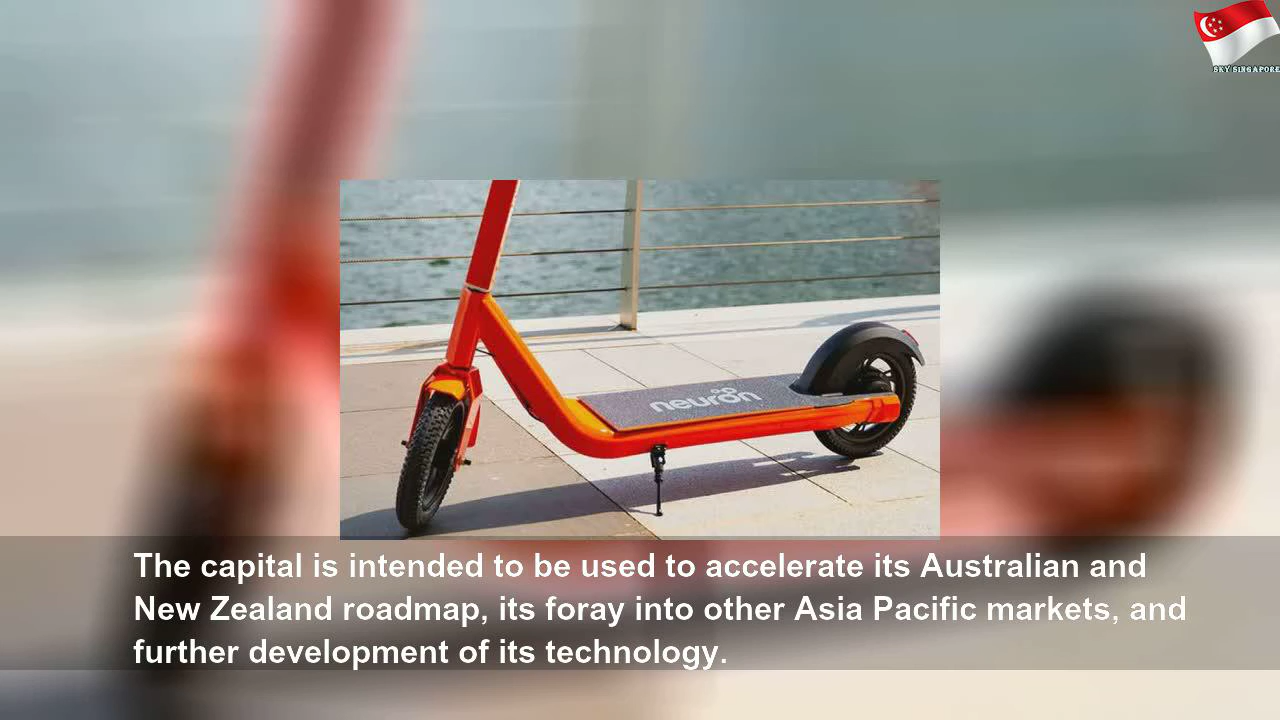 SKY SINGAPORE
neuron
The capital is intended to be used to accelerate its Australian and
New Zealand roadmap, its foray into other Asia Pacific markets, and
further development of its technology.